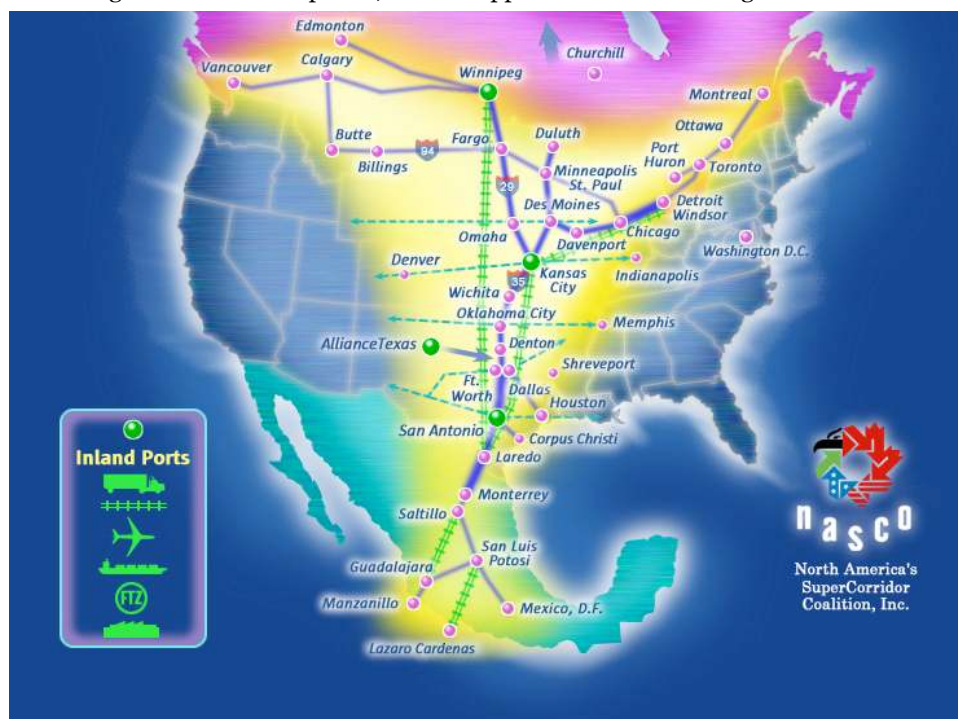 Edmonton
Churchill
Vancouver
Calgary
Winnipeg
Montreal
Ottawa
Butte
Billings
94
Fargo
Duluth
Port
Huron
Toronto
Minneapolis
St. Paul
29
Des Moines
Detroit
Windsor
Omaha
Davenport
Chicago
Washington D.C.
Denver
Kansas
City
Indianapolis
35
Wichita
Oklahoma City
Memphis
AllianceTexas
Denton
Shreveport
Ft.
Worth
Dallas
Houston
San Antonio
Corpus Christi
Laredo
Inland Ports
FTZ
Monterrey
Saltillo
San Luis
Potosi
Guadalajara
Manzanillo
Mexico, D.F.
Lazaro Cardenas
nasco
North America's
SuperCorridor
Coalition, Inc.